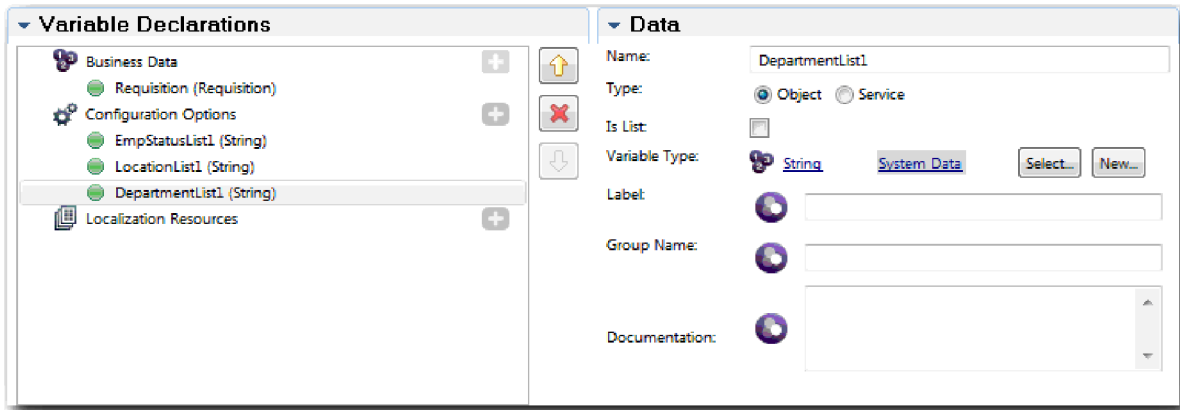 Variable Declarations
Business Data
Requisition (Requisition)
Configuration Options
EmpStatusList1 (String)
LocationList1 (String)
DepartmentList1 (String)
Localization Resources
Data
Name: DepartmentList1
Type: Object Service
Is List:
Variable Type: String System Data Select... New...
Label:
Group Name:
Documentation: